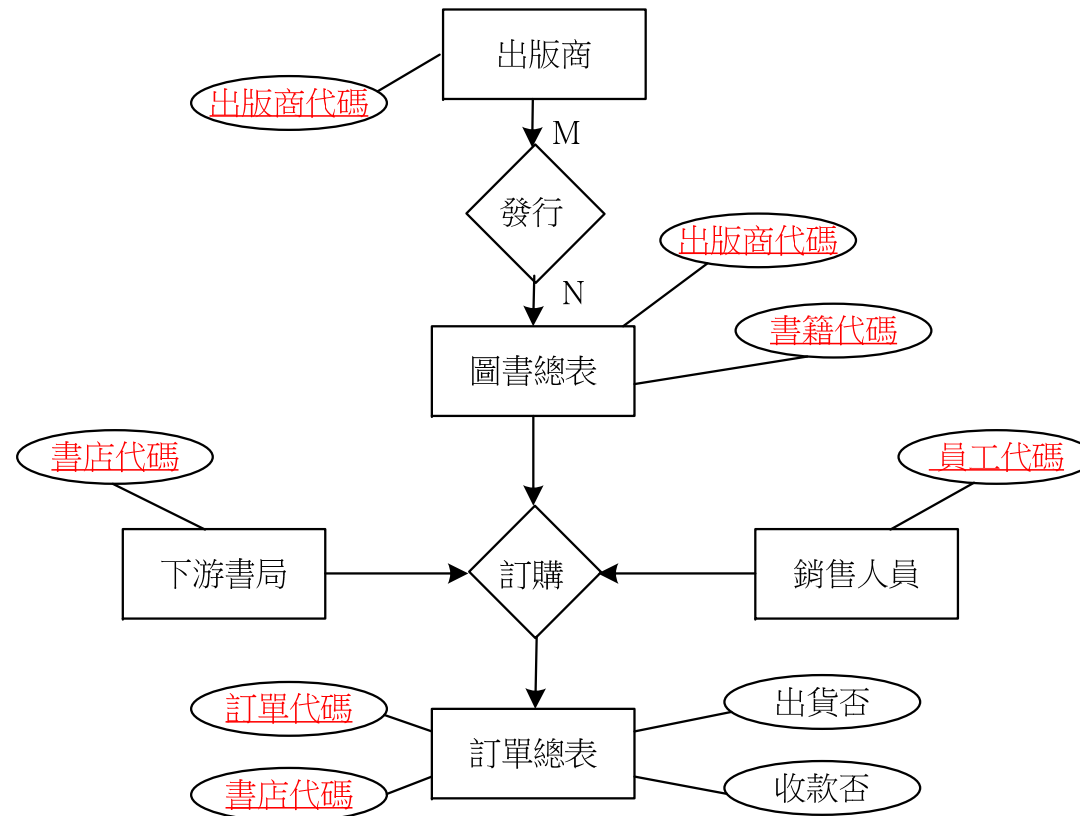 出版商
出版商代碼
M
發行
出版商代碼
N
書籍代碼
圖書總表
書店代碼
員工代碼
下游書局
訂購
銷售人員
訂單代碼
出貨否
訂單總表
書店代碼
收款否